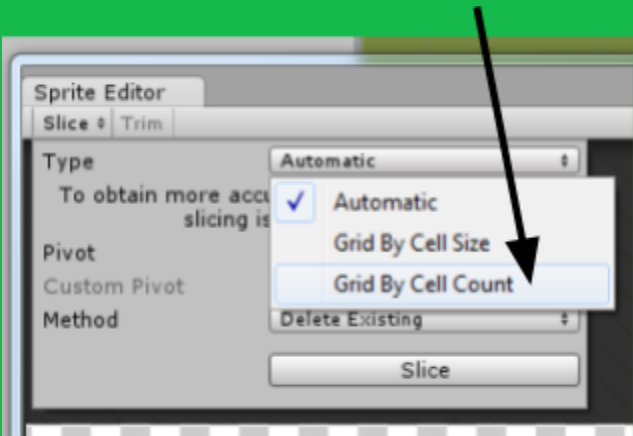 Sprite Editor
Slice Trim
Type Automatic
To obtain more accu
slicing is
Automatic
Grid By Cell Size
Grid By Cell Count
Pivot
Custom Pivot
Method Delete Existing
Slice